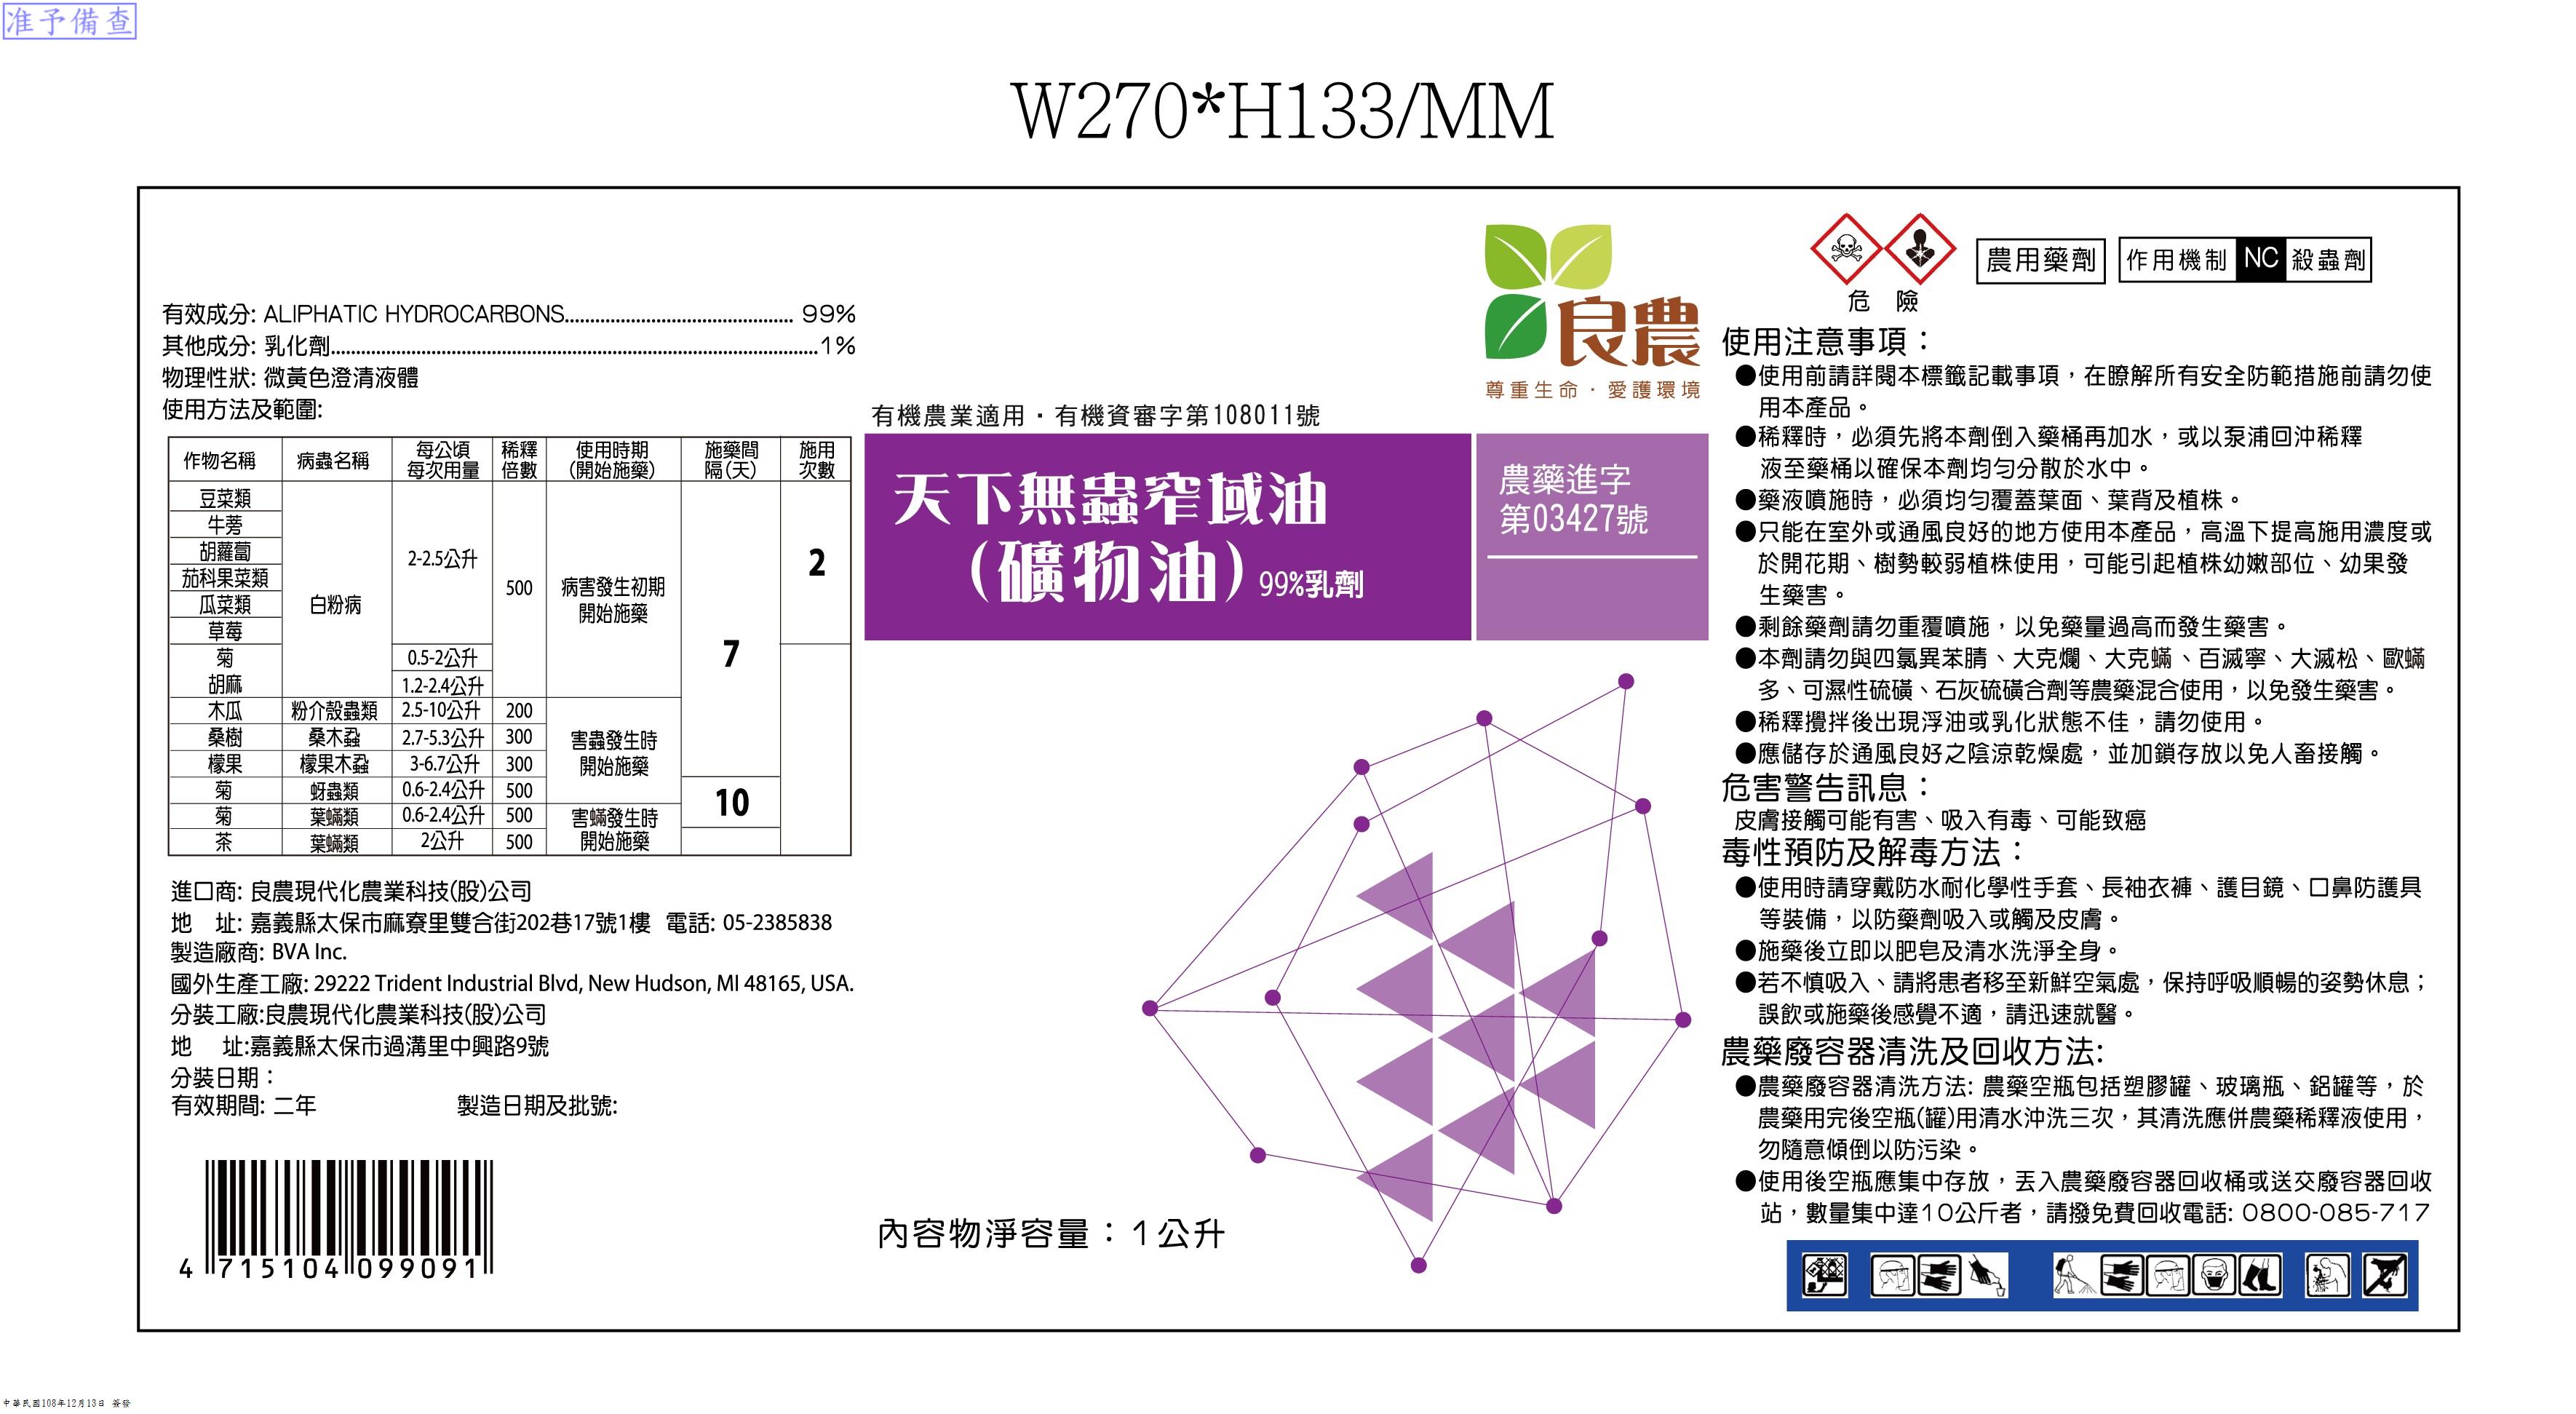 准予備查
W270*H133/MM
有效成分: ALIPHATIC HYDROCARBONS............................................. 99%
其他成分: 乳化劑................................................................................................1%
物理性狀: 微黃色澄清液體
使用方法及範圍:
作物名稱 病蟲名稱 每公頃每次用量 稀釋倍數 使用時期(開始施藥) 施藥間隔(天) 施用次數
豆菜類 白粉病 2-2.5公升 500 病害發生初期開始施藥 7 2
牛蒡
胡蘿蔔
茄科果菜類
瓜菜類
草莓
菊 0.5-2公升
胡麻 1.2-2.4公升
木瓜 粉介殼蟲類 2.5-10公升 200 害蟲發生時開始施藥
桑樹 桑木蝨 2.7-5.3公升 300
檬果 檬果木蝨 3-6.7公升 300
菊 蚜蟲類 0.6-2.4公升 500 10
菊 葉蟎類 0.6-2.4公升 500 害蟎發生時開始施藥
茶 葉蟎類 2公升 500
進口商: 良農現代化農業科技(股)公司
地 址: 嘉義縣太保市麻寮里雙合街202巷17號1樓 電話: 05-2385838
製造廠商: BVA Inc.
國外生產工廠: 29222 Trident Industrial Blvd, New Hudson, MI 48165, USA.
分裝工廠:良農現代化農業科技(股)公司
地 址:嘉義縣太保市過溝里中興路9號
分裝日期：
有效期間: 二年 製造日期及批號:
4 715104 099091
良農
尊重生命・愛護環境
有機農業適用・有機資審字第108011號
天下無蟲窄域油
(礦物油) 99%乳劑
農藥進字
第03427號
內容物淨容量：1公升
危 險
農用藥劑
作用機制 NC 殺蟲劑
使用注意事項：
●使用前請詳閱本標籤記載事項，在瞭解所有安全防範措施前請勿使
用本產品。
●稀釋時，必須先將本劑倒入藥桶再加水，或以泵浦回沖稀釋
液至藥桶以確保本劑均勻分散於水中。
●藥液噴施時，必須均勻覆蓋葉面、葉背及植株。
●只能在室外或通風良好的地方使用本產品，高溫下提高施用濃度或
於開花期、樹勢較弱植株使用，可能引起植株幼嫩部位、幼果發
生藥害。
●剩餘藥劑請勿重覆噴施，以免藥量過高而發生藥害。
●本劑請勿與四氯異苯腈、大克爛、大克蟎、百滅寧、大滅松、歐蟎
多、可濕性硫磺、石灰硫磺合劑等農藥混合使用，以免發生藥害。
●稀釋攪拌後出現浮油或乳化狀態不佳，請勿使用。
●應儲存於通風良好之陰涼乾燥處，並加鎖存放以免人畜接觸。
危害警告訊息：
皮膚接觸可能有害、吸入有毒、可能致癌
毒性預防及解毒方法：
●使用時請穿戴防水耐化學性手套、長袖衣褲、護目鏡、口鼻防護具
等裝備，以防藥劑吸入或觸及皮膚。
●施藥後立即以肥皂及清水洗淨全身。
●若不慎吸入、請將患者移至新鮮空氣處，保持呼吸順暢的姿勢休息；
誤飲或施藥後感覺不適，請迅速就醫。
農藥廢容器清洗及回收方法:
●農藥廢容器清洗方法: 農藥空瓶包括塑膠罐、玻璃瓶、鋁罐等，於
農藥用完後空瓶(罐)用清水沖洗三次，其清洗應併農藥稀釋液使用，
勿隨意傾倒以防污染。
●使用後空瓶應集中存放，丟入農藥廢容器回收桶或送交廢容器回收
站，數量集中達10公斤者，請撥免費回收電話: 0800-085-717
中華民國108年12月13日 簽發